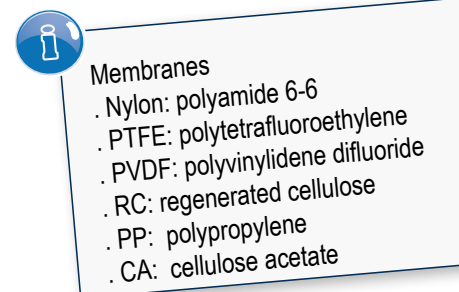 Membranes
. Nylon: polyamide 6-6
. PTFE: polytetrafluoroethylene
. PVDF: polyvinylidene difluoride
. RC: regenerated cellulose
. PP: polypropylene
. CA: cellulose acetate